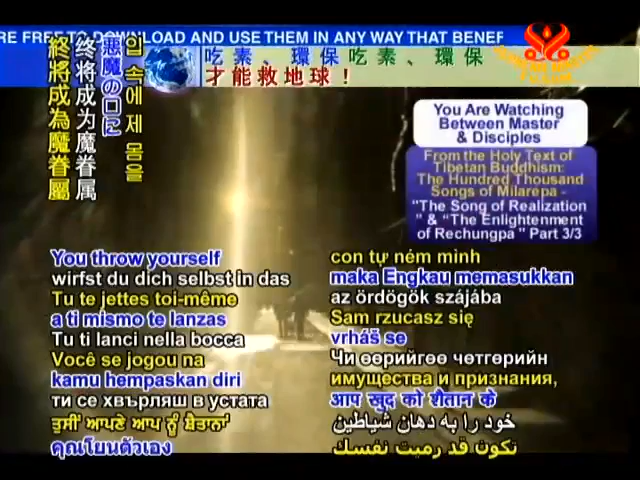 RE FREE TO DOWNLOAD AND USE THEM IN ANY WAY THAT BENEF
吃素、環保吃素、環保
才能救地球！
입 속에 제 몸을
悪魔の口に
终将成为魔眷属
終將成為魔眷屬
You Are Watching
Between Master
& Disciples
From the Holy Text of
Tibetan Buddhism:
The Hundred Thousand
Songs of Milarepa -
"The Song of Realization
" & "The Enlightenment
of Rechungpa " Part 3/3
You throw yourself
wirfst du dich selbst in das
Tu te jettes toi-même
a ti mismo te lanzas
Tu ti lanci nella bocca
Você se jogou na
kamu hempaskan diri
ти се хвърляш в устата
ਤੁਸੀਂ ਆਪਣੇ ਆਪ ਨੂੰ ਸ਼ੈਤਾਨਾਂ
คุณโยนตัวเอง
con tự ném mình
maka Engkau memasukkan
az ördögök szájába
Sam rzucasz się
vrháš se
Чи өөрийгөө чөтгөрийн
имущества и признания,
आप खुद को शैतान के
خود را به دهان شیاطین
تكون قد رميت نفسك